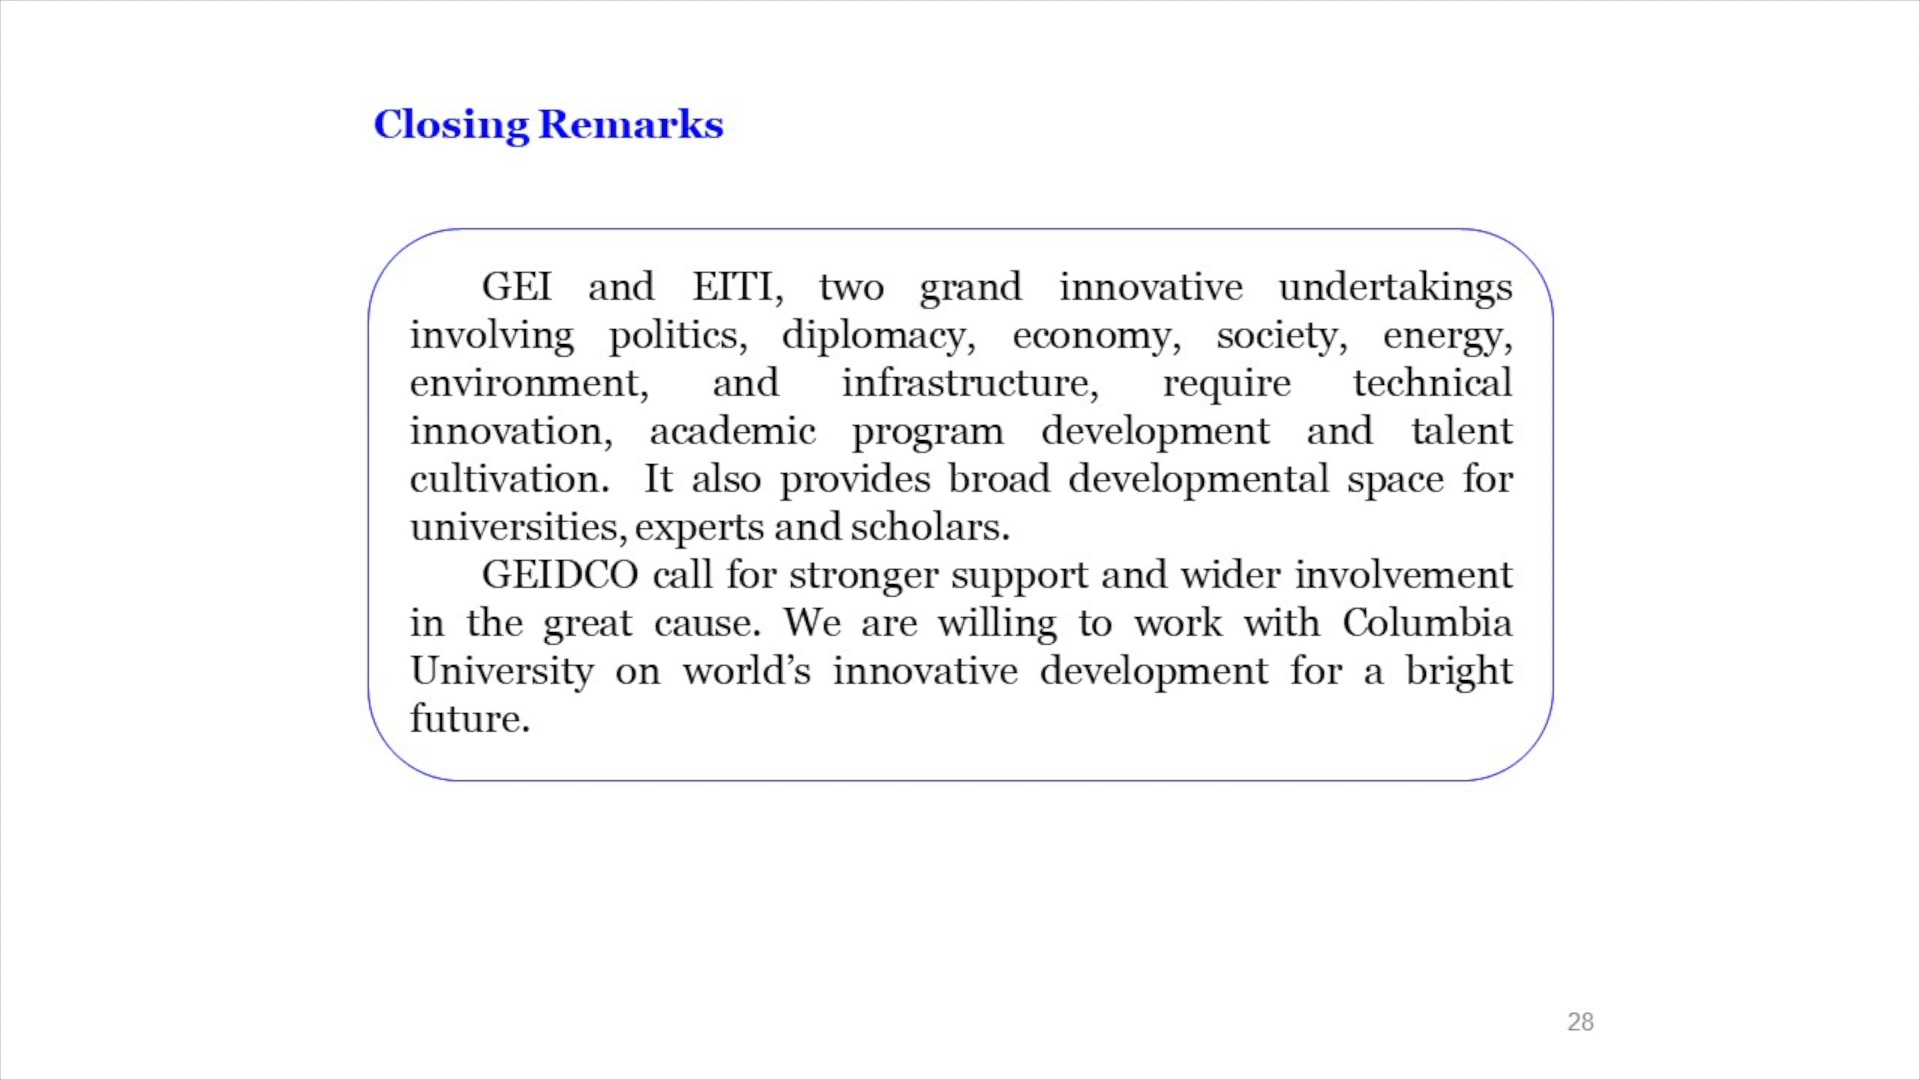 Closing Remarks
GEI and EITI, two grand innovative undertakings
involving politics, diplomacy, economy, society, energy,
environment, and infrastructure, require technical
innovation, academic program development and talent
cultivation. It also provides broad developmental space for
universities, experts and scholars.
GEIDCO call for stronger support and wider involvement
in the great cause. We are willing to work with Columbia
University on world’s innovative development for a bright
future.
28